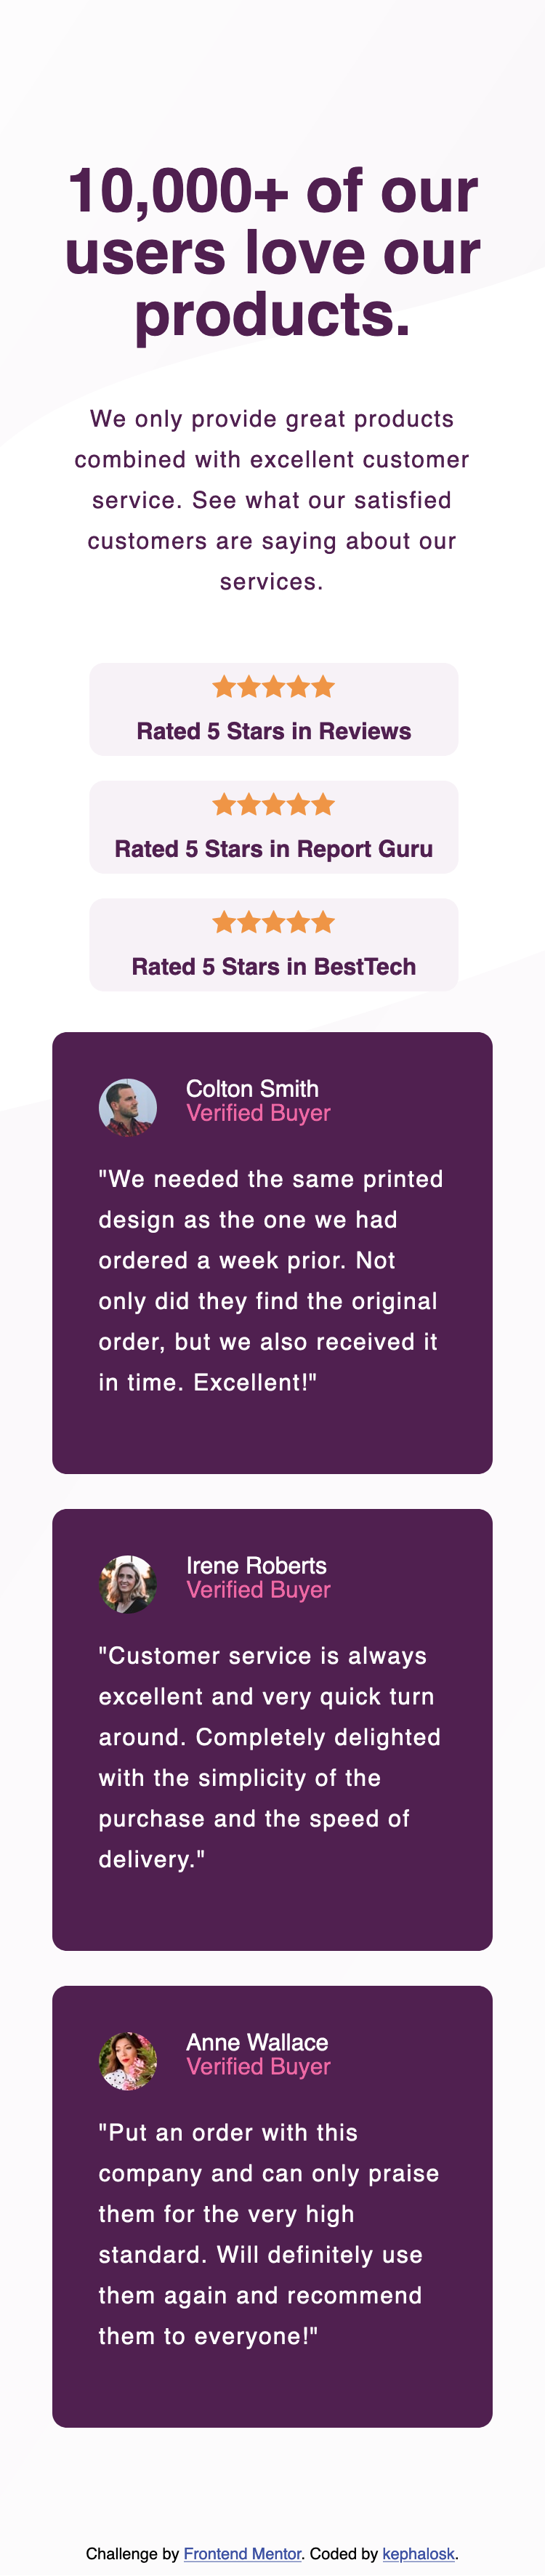 10,000+ of our
users love our
products.
We only provide great products
combined with excellent customer
service. See what our satisfied
customers are saying about our
services.
Rated 5 Stars in Reviews
Rated 5 Stars in Report Guru
Rated 5 Stars in BestTech
Colton Smith
Verified Buyer
"We needed the same printed
design as the one we had
ordered a week prior. Not
only did they find the original
order, but we also received it
in time. Excellent!"
Irene Roberts
Verified Buyer
"Customer service is always
excellent and very quick turn
around. Completely delighted
with the simplicity of the
purchase and the speed of
delivery."
Anne Wallace
Verified Buyer
"Put an order with this
company and can only praise
them for the very high
standard. Will definitely use
them again and recommend
them to everyone!"
Challenge by Frontend Mentor. Coded by kephalosk.